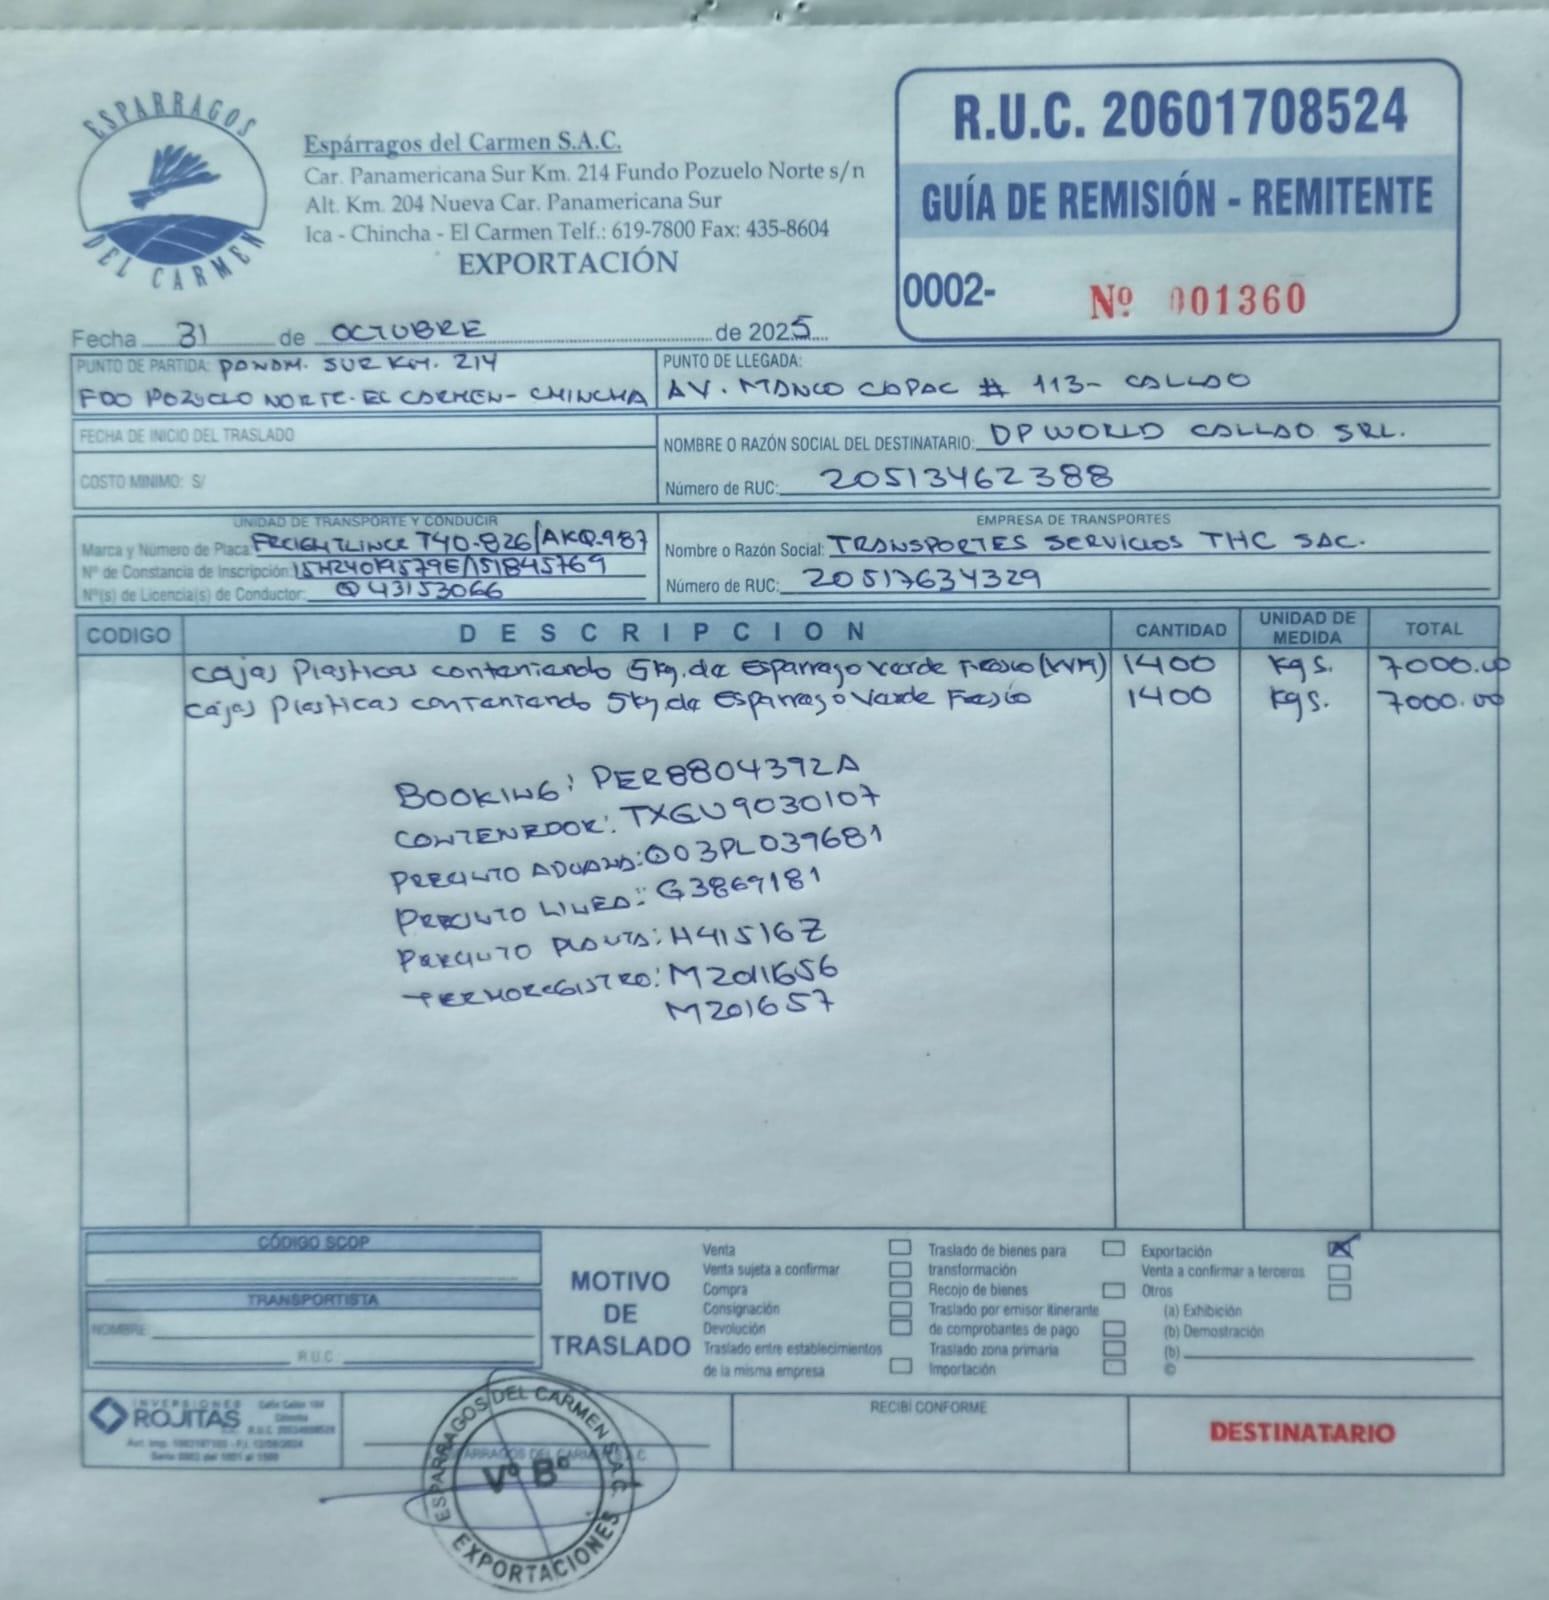 ESPARRAGOS
DEL CARMEN
Espárragos del Carmen S.A.C.
Car. Panamericana Sur Km. 214 Fundo Pozuelo Norte s/n
Alt. Km. 204 Nueva Car. Panamericana Sur
Ica - Chincha - El Carmen Telf.: 619-7800 Fax: 435-8604
EXPORTACIÓN
R.U.C. 20601708524
GUÍA DE REMISIÓN - REMITENTE
0002- Nº 001360
Fecha 31 de OCTUBRE de 2025
PUNTO DE PARTIDA: PANAM. SUR KM. 214
FDO POZUELO NORTE. EL CARMEN - CHINCHA
PUNTO DE LLEGADA:
AV. MANCO CAPAC # 113- CALLAO
FECHA DE INICIO DEL TRASLADO
COSTO MINIMO: S/
NOMBRE O RAZÓN SOCIAL DEL DESTINATARIO: DP WORLD CALLAO SRL.
Número de RUC: 20513462388
UNIDAD DE TRANSPORTE Y CONDUCIR
Marca y Número de Placa: FREIGHTLINCE T40-826/AKQ-987
Nº de Constancia de Inscripción: 15M24019579E/151845769
Nº(s) de Licencia(s) de Conductor: Q43153066
EMPRESA DE TRANSPORTES
Nombre o Razón Social: TRANSPORTES SERVICIOS THC SAC.
Número de RUC: 20517634329
CODIGO DESCRIPCION CANTIDAD UNIDAD DE MEDIDA TOTAL
Cajas Plasticas conteniendo 5kg. de Esparrago Verde Fresco (WM) 1400 Kgs. 7000.00
Cajas Plasticas conteniendo 5kg de Esparrago Verde Fresco 1400 Kgs. 7000.00
BOOKING: PER8804392A
CONTENEDOR: TXGU9030107
PRECINTO ADUANA: 003PL039681
PRECINTO LINEA: G3869181
PRECINTO PLANTA: H41516Z
TERMOREGISTRO: M2011656
M201657
CÓDIGO SCOP
TRANSPORTISTA
NOMBRE:
R.U.C.
MOTIVO
DE
TRASLADO
Venta
Venta sujeta a confirmar
Compra
Consignación
Devolución
Traslado entre establecimientos
de la misma empresa
Traslado de bienes para
transformación
Recojo de bienes
Traslado por emisor itinerante
de comprobantes de pago
Traslado zona primaria
Importación
Exportación X
Venta a confirmar a terceros
Otros
(a) Exhibición
(b) Demostración
(b)
©
INVERSIONES
ROJITAS
ESPARRAGOS DEL CARMEN S.A.C.
ESPARRAGOS DEL CARMEN S.A.C.
Vº Bº
EXPORTACIONES
RECIBÍ CONFORME
DESTINATARIO